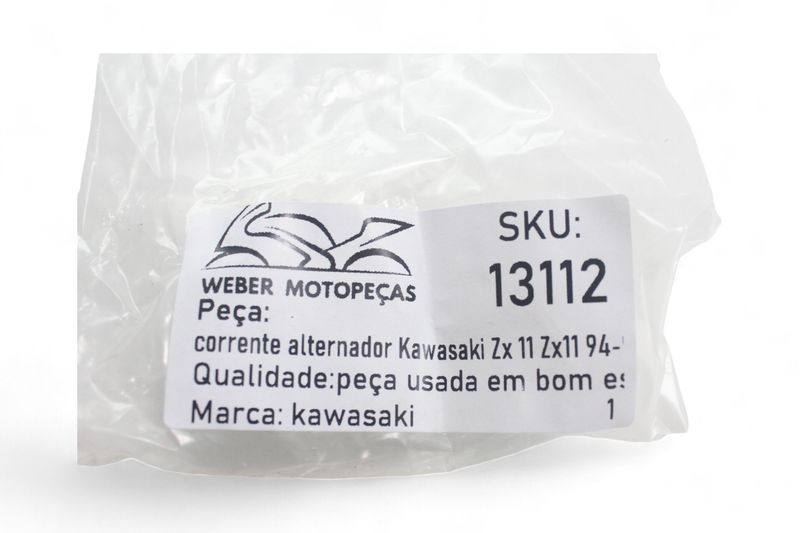 WEBER MOTOPEÇAS
SKU:
13112
Peça:
corrente alternador Kawasaki Zx 11 Zx11 94-
Qualidade:peça usada em bom es
Marca: kawasaki
1